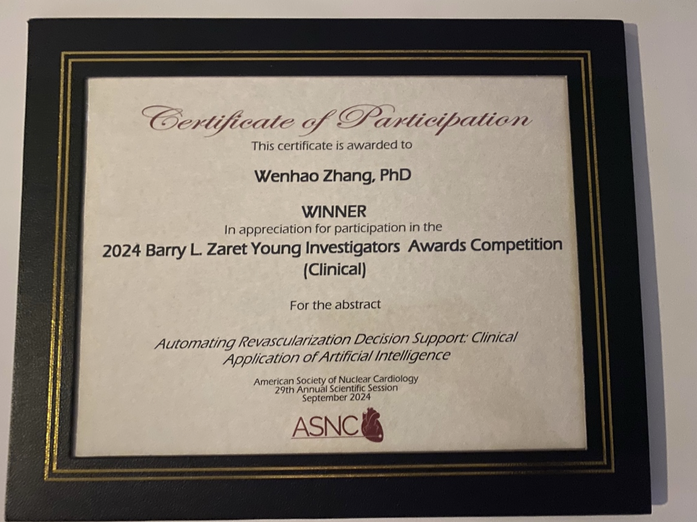 Certificate of Participation
This certificate is awarded to
Wenhao Zhang, PhD
WINNER
In appreciation for participation in the
2024 Barry L. Zaret Young Investigators Awards Competition
(Clinical)
For the abstract
Automating Revascularization Decision Support: Clinical
Application of Artificial Intelligence
American Society of Nuclear Cardiology
29th Annual Scientific Session
September 2024
ASNC